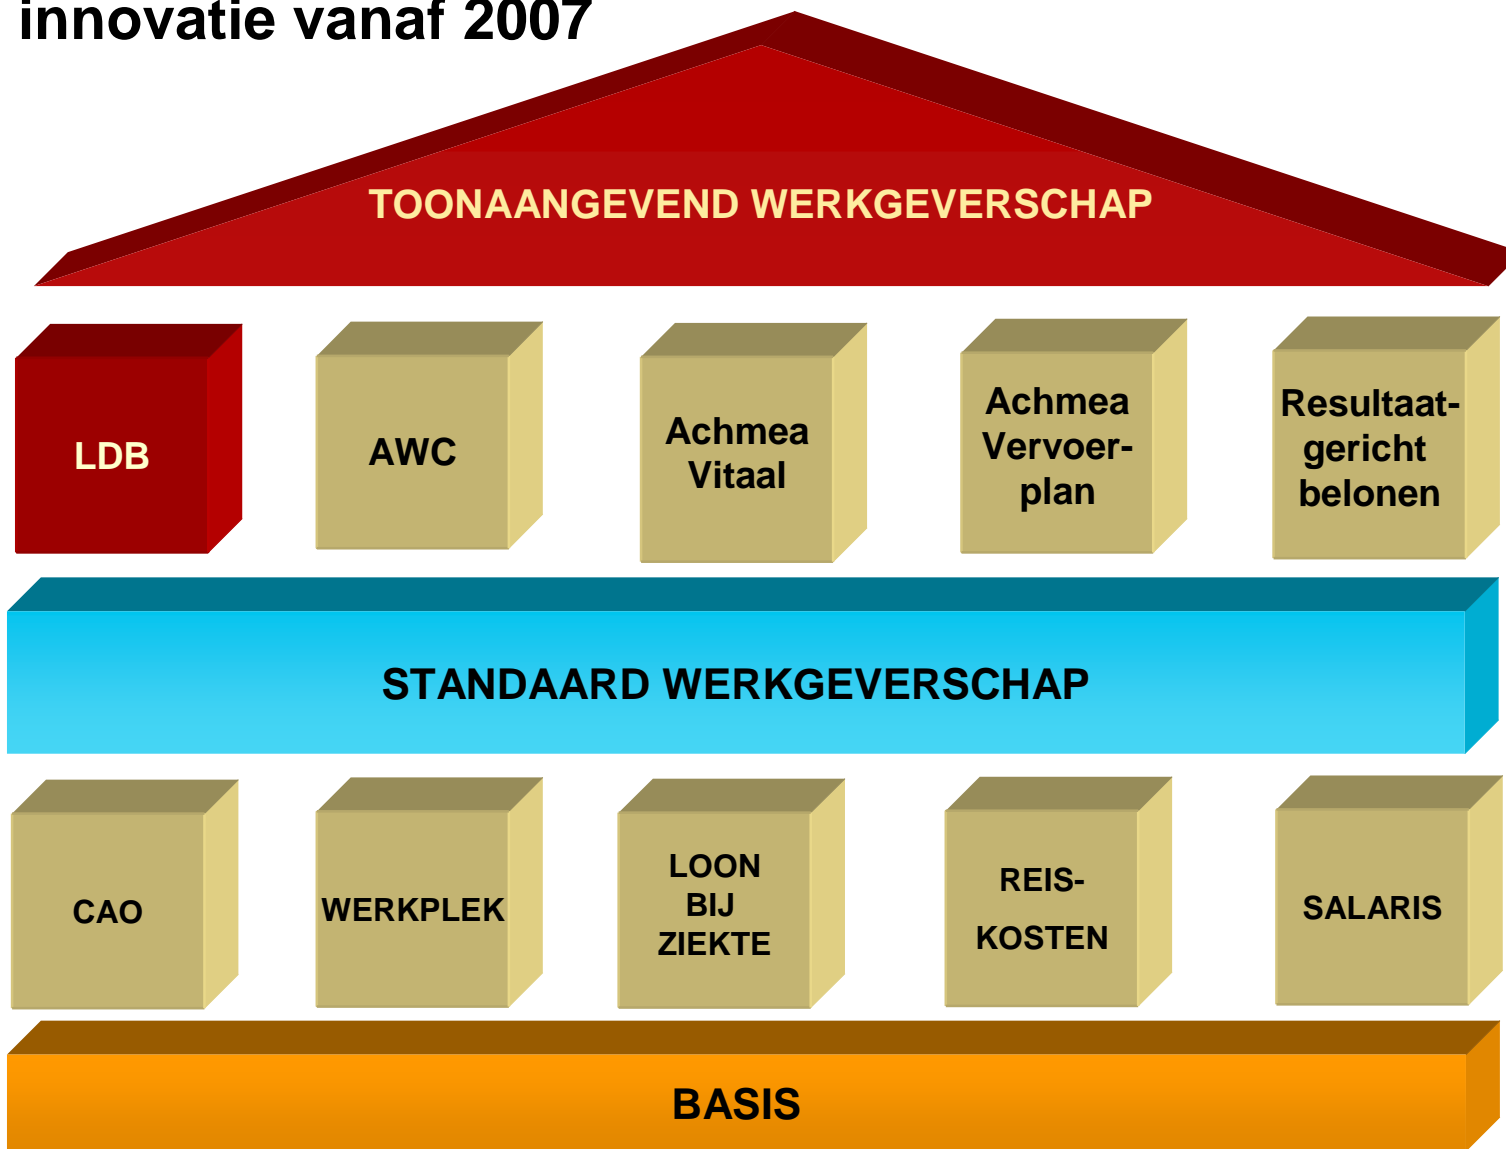 innovatie vanaf 2007
TOONAANGEVEND WERKGEVERSCHAP
LDB
AWC
Achmea
Vitaal
Achmea
Vervoer-
plan
Resultaat-
gericht
belonen
STANDAARD WERKGEVERSCHAP
CAO
WERKPLEK
LOON
BIJ
ZIEKTE
REIS-
KOSTEN
SALARIS
BASIS